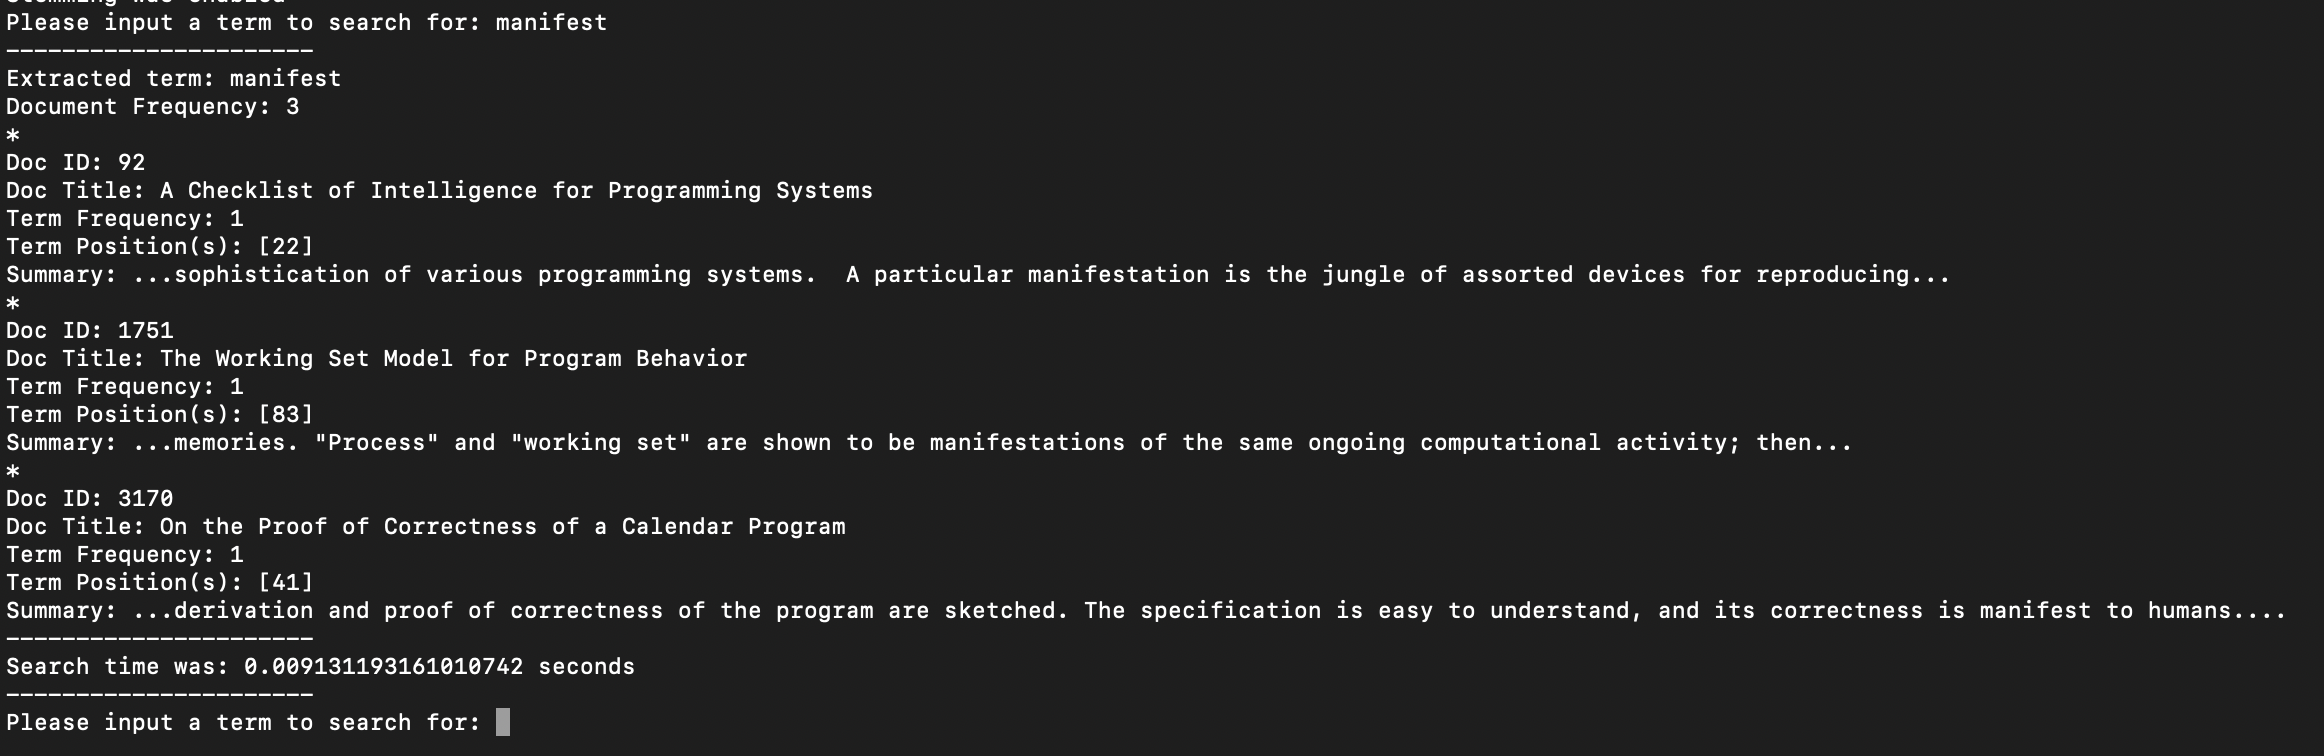 Stemming was enabled
Please input a term to search for: manifest
----------------------
Extracted term: manifest
Document Frequency: 3
*
Doc ID: 92
Doc Title: A Checklist of Intelligence for Programming Systems
Term Frequency: 1
Term Position(s): [22]
Summary: ...sophistication of various programming systems.  A particular manifestation is the jungle of assorted devices for reproducing...
*
Doc ID: 1751
Doc Title: The Working Set Model for Program Behavior
Term Frequency: 1
Term Position(s): [83]
Summary: ...memories. "Process" and "working set" are shown to be manifestations of the same ongoing computational activity; then...
*
Doc ID: 3170
Doc Title: On the Proof of Correctness of a Calendar Program
Term Frequency: 1
Term Position(s): [41]
Summary: ...derivation and proof of correctness of the program are sketched. The specification is easy to understand, and its correctness is manifest to humans....
----------------------
Search time was: 0.009131193161010742 seconds
----------------------
Please input a term to search for: